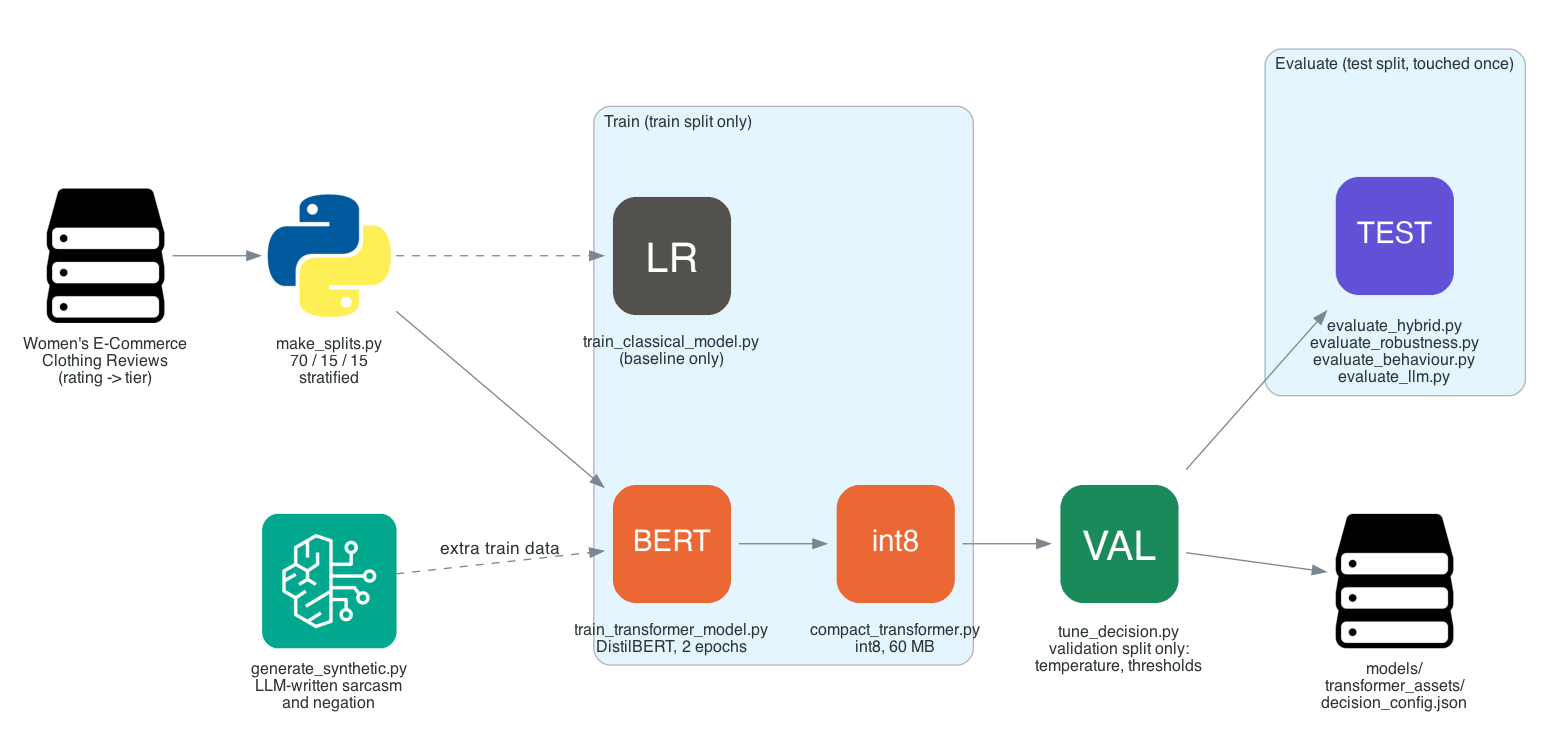 Evaluate (test split, touched once)
Train (train split only)
TEST
LR
Women's E-Commerce
Clothing Reviews
(rating -> tier)
make_splits.py
70 / 15 / 15
stratified
train_classical_model.py
(baseline only)
evaluate_hybrid.py
evaluate_robustness.py
evaluate_behaviour.py
evaluate_llm.py
extra train data
BERT
int8
VAL
generate_synthetic.py
LLM-written sarcasm
and negation
train_transformer_model.py
DistilBERT, 2 epochs
compact_transformer.py
int8, 60 MB
tune_decision.py
validation split only:
temperature, thresholds
models/
transformer_assets/
decision_config.json